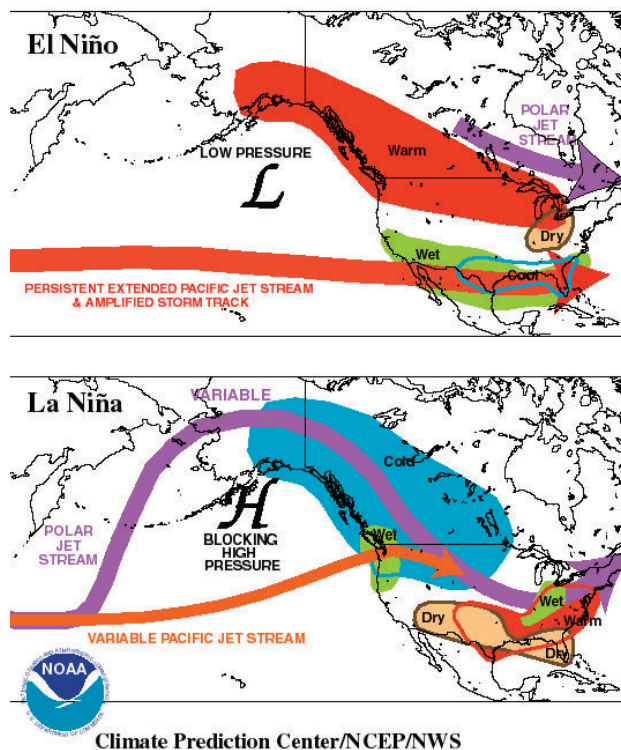 El Niño
POLAR
JET
STREAM
LOW PRESSURE
L
Warm
Dry
Wet
Cool
PERSISTENT EXTENDED PACIFIC JET STREAM
& AMPLIFIED STORM TRACK
La Niña
VARIABLE
Cold
H
BLOCKING
HIGH
PRESSURE
POLAR
JET
STREAM
Wet
Wet
Dry
Warm
Dry
VARIABLE PACIFIC JET STREAM
NOAA
Climate Prediction Center/NCEP/NWS